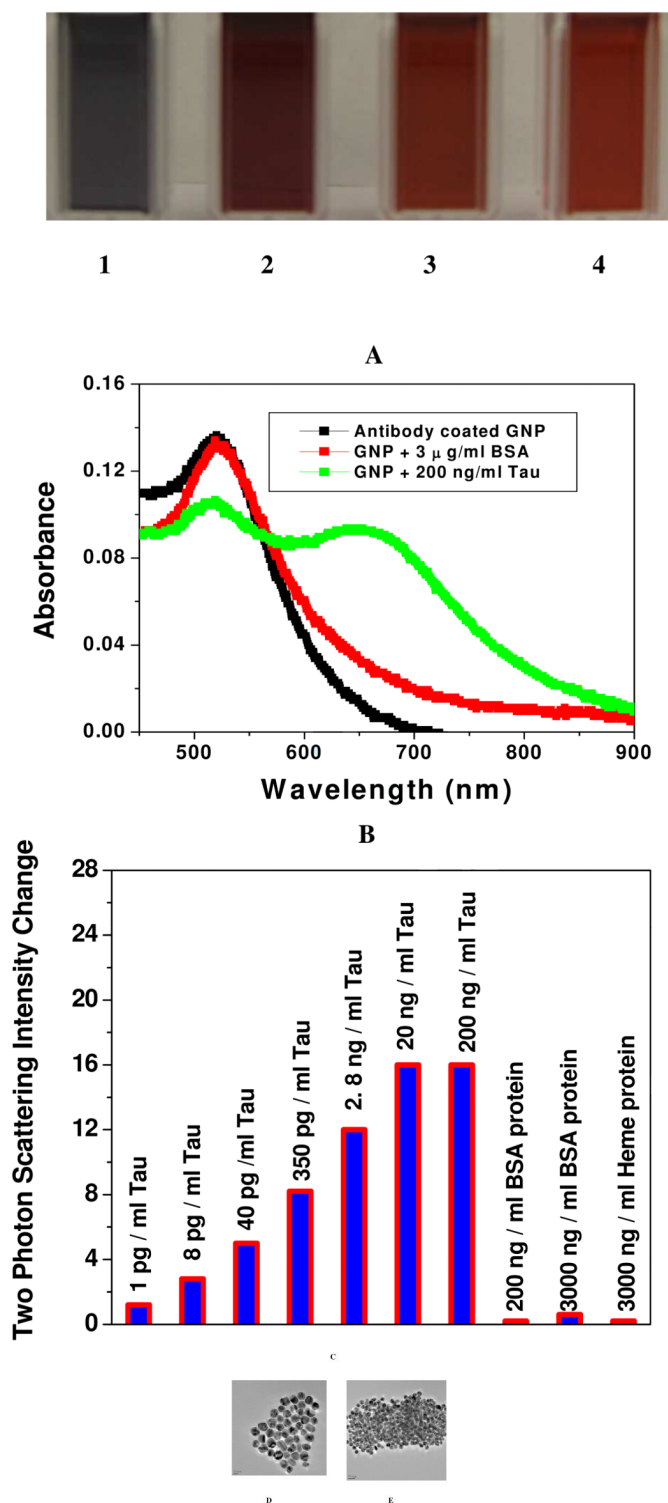 1 2 3 4
A
0.16
0.12
0.08
0.04
0.00
Absorbance
Antibody coated GNP
GNP + 3 μ g/ml BSA
GNP + 200 ng/ml Tau
500 600 700 800 900
Wavelength (nm)
B
28
24
20
16
12
8
4
0
Two Photon Scattering Intensity Change
1 pg / ml Tau
8 pg / ml Tau
40 pg /ml Tau
350 pg / ml Tau
2. 8 ng / ml Tau
20 ng / ml Tau
200 ng / ml Tau
200 ng / ml BSA protein
3000 ng / ml BSA protein
3000 ng / ml Heme protein
C
D E